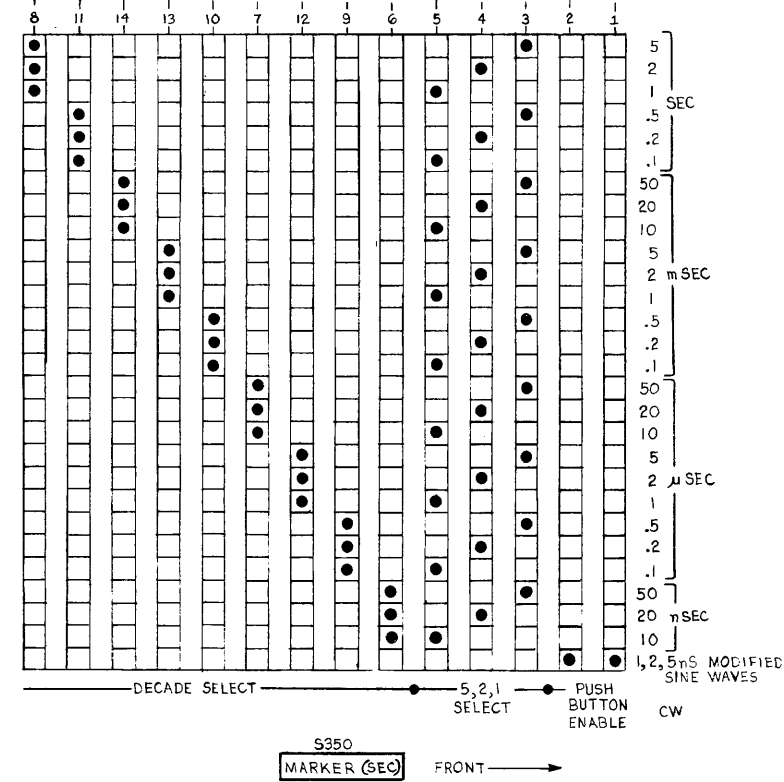 8 11 14 13 10 7 12 9 6 5 4 3 2 1
5
2
1
SEC
.5
.2
.1
50
20
10
5
2 mSEC
1
.5
.2
.1
50
20
10
5
2 μSEC
1
.5
.2
.1
50
20 nSEC
10
1,2,5nS MODIFIED
SINE WAVES
DECADE SELECT
5,2,1
SELECT
PUSH
BUTTON
ENABLE
CW
S350
MARKER (SEC)
FRONT